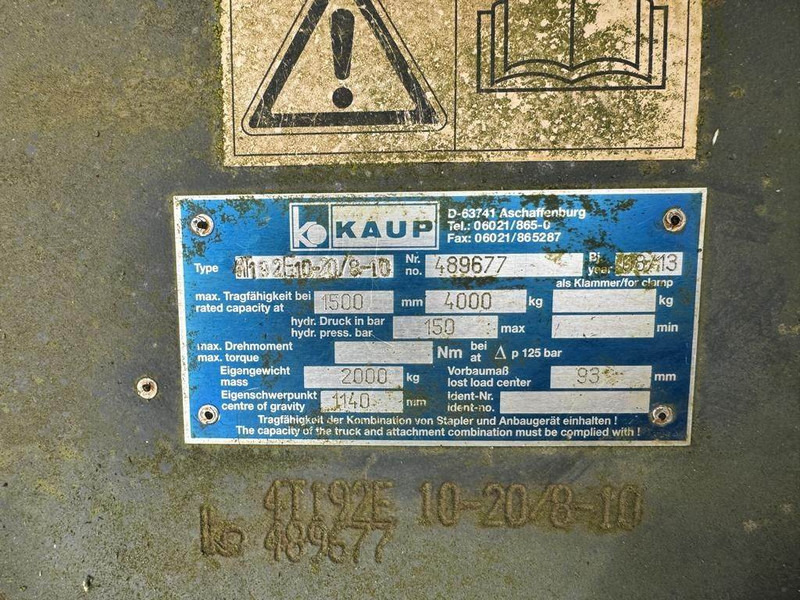 KAUP
D-63741 Aschaffenburg
Tel.: 06021/865-0
Fax: 06021/865287
Type 10-20/8-10 Nr. no. 489677 Bj year
als Klammer/for clamp
max. Tragfähigkeit bei rated capacity at 1500 mm 4000 kg kg
hydr. Druck in bar hydr. press. bar 150 max min
max. Drehmoment max. torque Nm bei at Δ p 125 bar
Eigengewicht mass 2000 kg Vorbaumaß lost load center 93 mm
Eigenschwerpunkt centre of gravity 1140 mm Ident-Nr. ident-no.
Tragfähigkeit der Kombination von Stapler und Anbaugerät einhalten !
The capacity of the truck and attachment combination must be complied with !
4T192E 10-20/8-10
489677